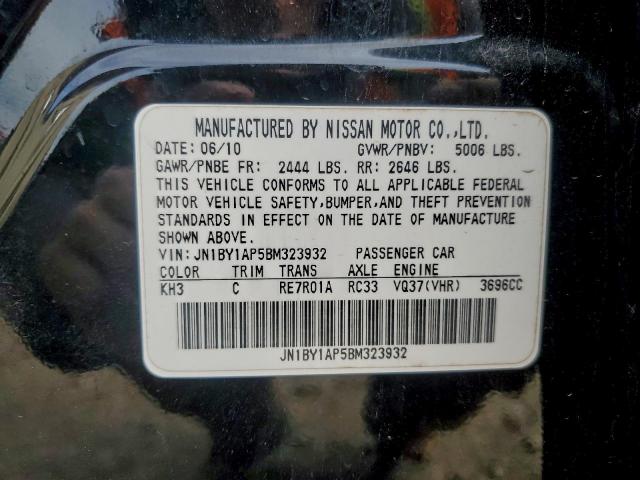 MANUFACTURED BY NISSAN MOTOR CO.,LTD.
DATE: 06/10 GVWR/PNBV: 5006 LBS.
GAWR/PNBE FR: 2444 LBS. RR: 2646 LBS.
THIS VEHICLE CONFORMS TO ALL APPLICABLE FEDERAL
MOTOR VEHICLE SAFETY,BUMPER,AND THEFT PREVENTION
STANDARDS IN EFFECT ON THE DATE OF MANUFACTURE
SHOWN ABOVE.
VIN: JN1BY1AP5BM323932 PASSENGER CAR
COLOR TRIM TRANS AXLE ENGINE
KH3 C RE7R01A RC33 VQ37(VHR) 3696CC
JN1BY1AP5BM323932